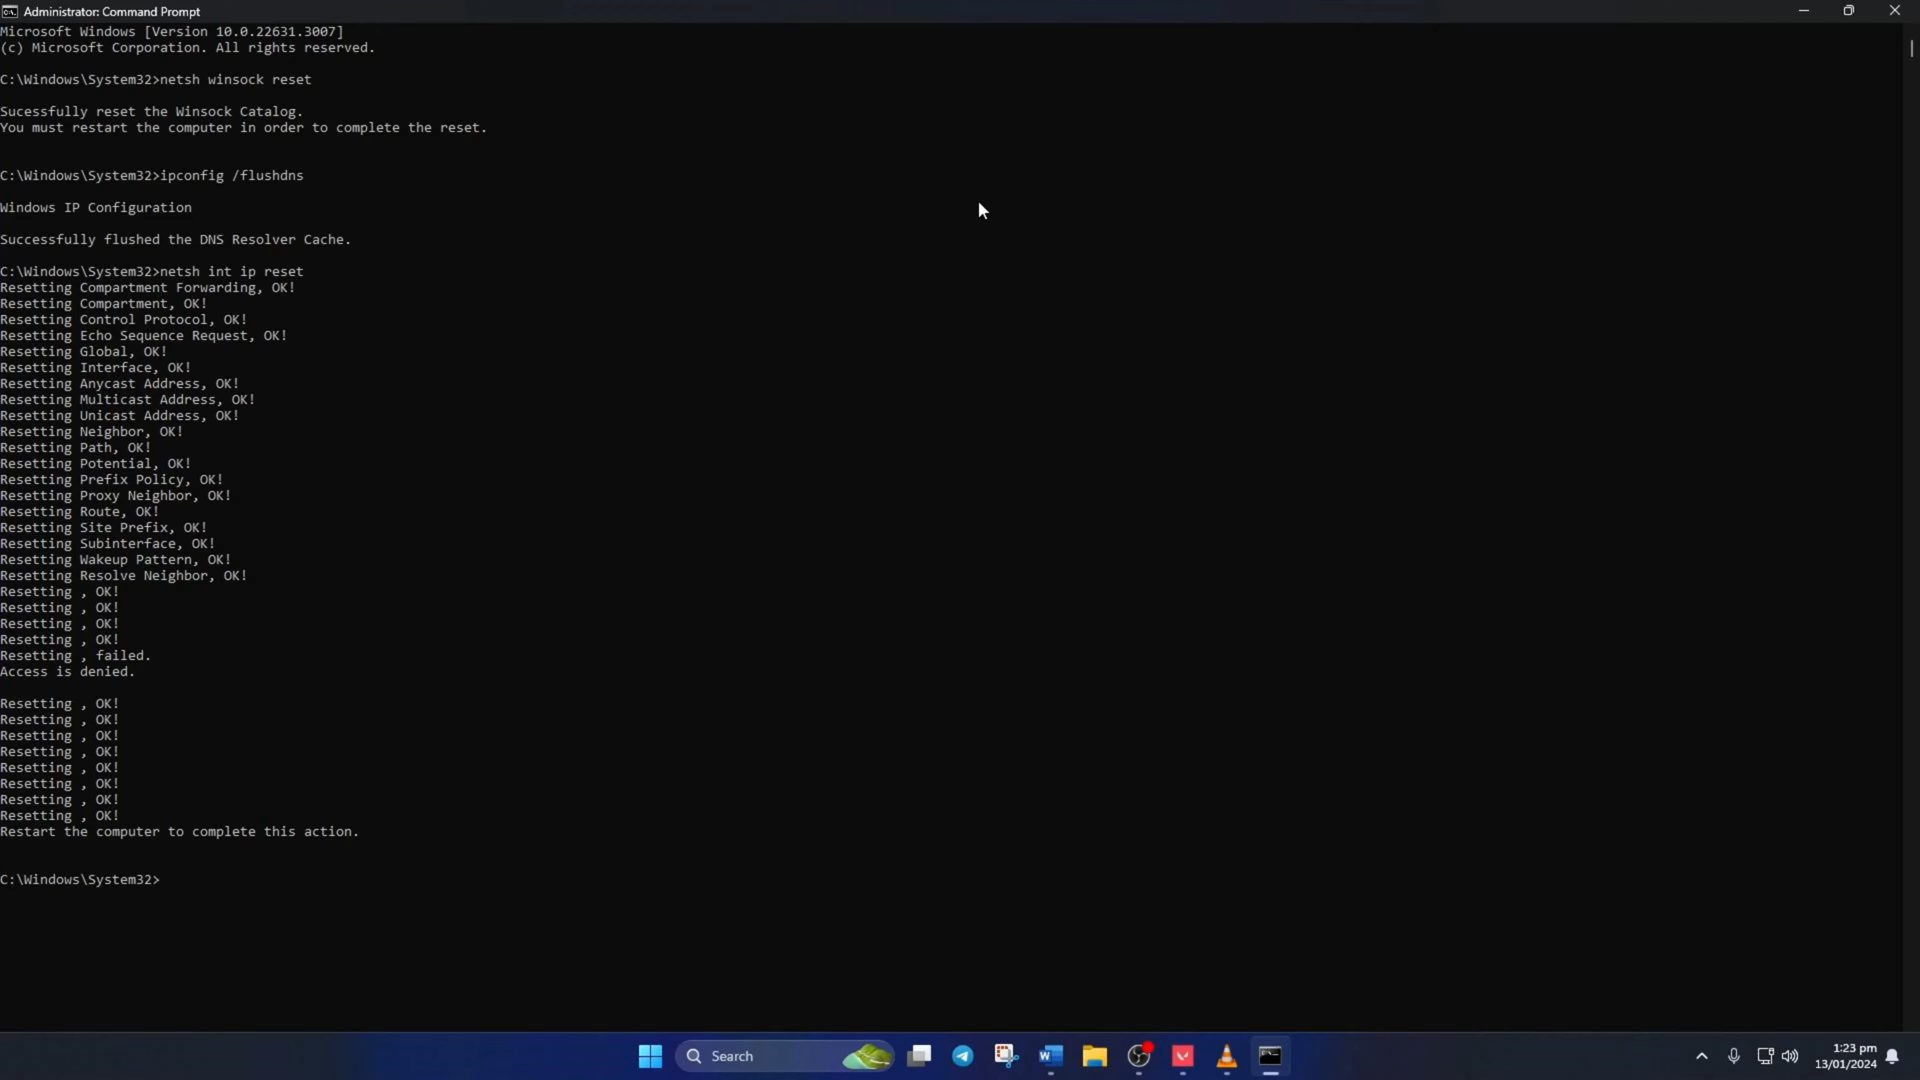 Administrator: Command Prompt
Microsoft Windows [Version 10.0.22631.3007]
(c) Microsoft Corporation. All rights reserved.
C:\Windows\System32>netsh winsock reset
Sucessfully reset the Winsock Catalog.
You must restart the computer in order to complete the reset.
C:\Windows\System32>ipconfig /flushdns
Windows IP Configuration
Successfully flushed the DNS Resolver Cache.
C:\Windows\System32>netsh int ip reset
Resetting Compartment Forwarding, OK!
Resetting Compartment, OK!
Resetting Control Protocol, OK!
Resetting Echo Sequence Request, OK!
Resetting Global, OK!
Resetting Interface, OK!
Resetting Anycast Address, OK!
Resetting Multicast Address, OK!
Resetting Unicast Address, OK!
Resetting Neighbor, OK!
Resetting Path, OK!
Resetting Potential, OK!
Resetting Prefix Policy, OK!
Resetting Proxy Neighbor, OK!
Resetting Route, OK!
Resetting Site Prefix, OK!
Resetting Subinterface, OK!
Resetting Wakeup Pattern, OK!
Resetting Resolve Neighbor, OK!
Resetting , OK!
Resetting , OK!
Resetting , OK!
Resetting , OK!
Resetting , failed.
Access is denied.
Resetting , OK!
Resetting , OK!
Resetting , OK!
Resetting , OK!
Resetting , OK!
Resetting , OK!
Resetting , OK!
Resetting , OK!
Restart the computer to complete this action.
C:\Windows\System32>
Search
1:23 pm
13/01/2024